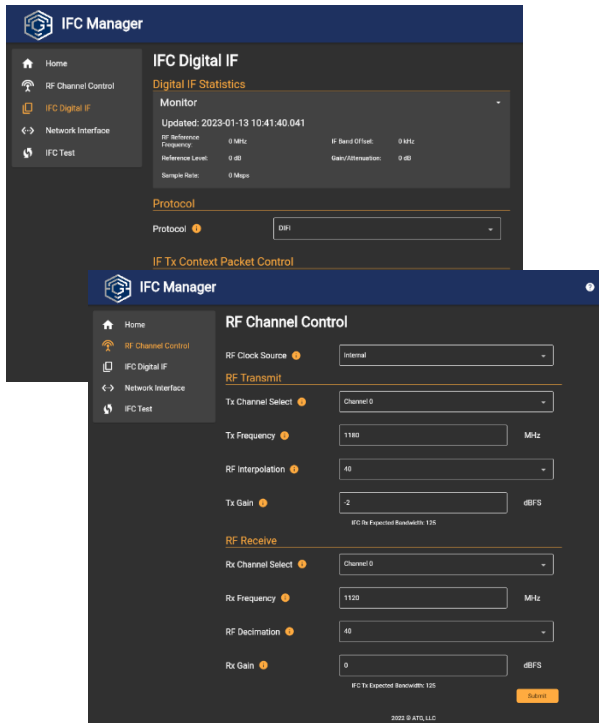 IFC Manager
Home
RF Channel Control
IFC Digital IF
Network Interface
IFC Test
IFC Digital IF
Digital IF Statistics
Monitor
Updated: 2023-01-13 10:41:40.041
RF Reference Frequency: 0 MHz IF Band Offset: 0 kHz
Reference Level: 0 dB Gain/Attenuation: 0 dB
Sample Rate: 0 Msps
Protocol
Protocol DIFI
IF Tx Context Packet Control
IFC Manager
Home
RF Channel Control
IFC Digital IF
Network Interface
IFC Test
RF Channel Control
RF Clock Source Internal
RF Transmit
Tx Channel Select Channel 0
Tx Frequency 1180 MHz
RF Interpolation 40
Tx Gain -2 dBFS
IFC Rx Expected Bandwidth: 125
RF Receive
Rx Channel Select Channel 0
Rx Frequency 1120 MHz
RF Decimation 40
Rx Gain 0 dBFS
IFC Tx Expected Bandwidth: 125
Submit
2022 © ATG, LLC